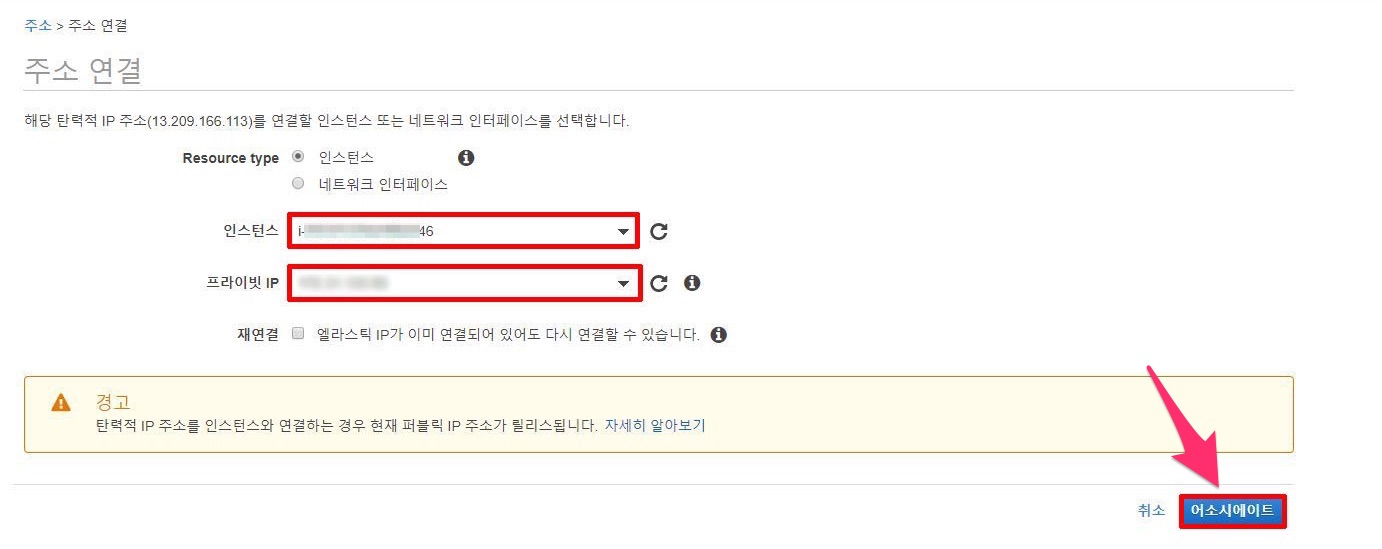 주소 > 주소 연결
주소 연결
해당 탄력적 IP 주소(13.209.166.113)를 연결할 인스턴스 또는 네트워크 인터페이스를 선택합니다.
Resource type 인스턴스
네트워크 인터페이스
인스턴스 i- 46
프라이빗 IP
재연결 엘라스틱 IP가 이미 연결되어 있어도 다시 연결할 수 있습니다.
경고
탄력적 IP 주소를 인스턴스와 연결하는 경우 현재 퍼블릭 IP 주소가 릴리스됩니다. 자세히 알아보기
취소 어소시에이트